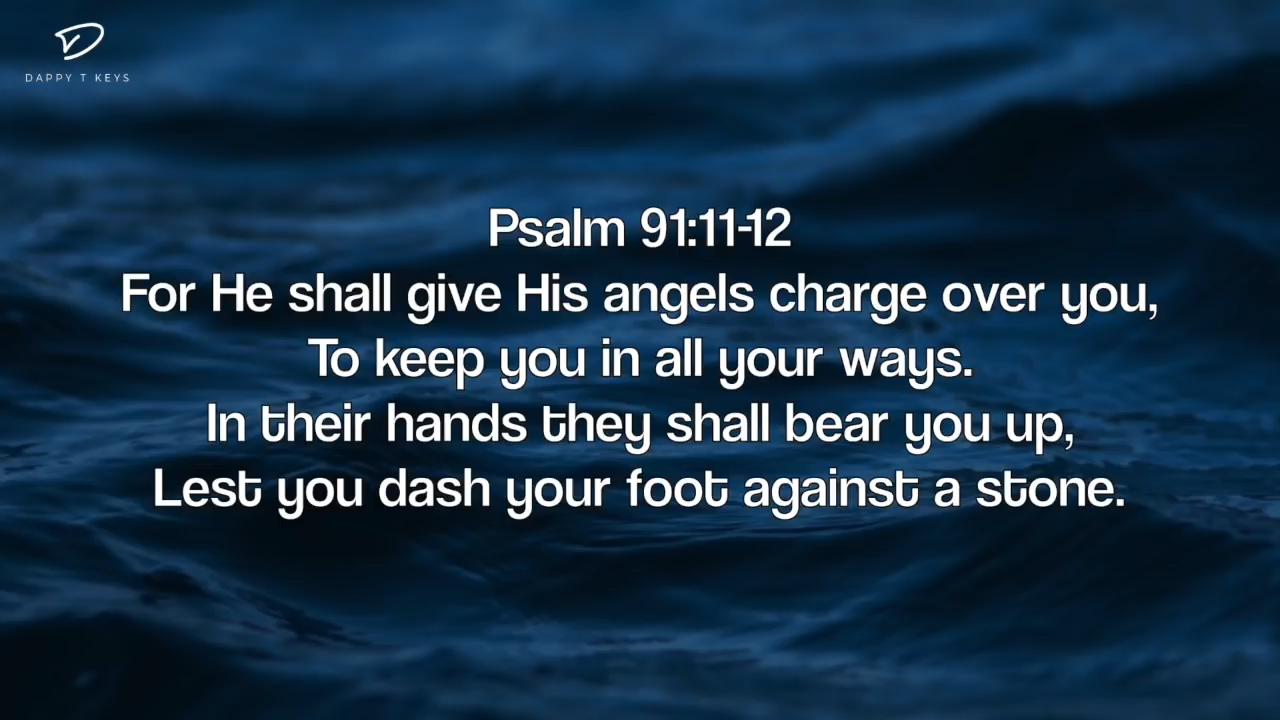 DAPPY T KEYS
Psalm 91:11-12
For He shall give His angels charge over you,
To keep you in all your ways.
In their hands they shall bear you up,
Lest you dash your foot against a stone.